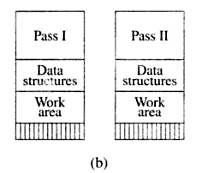 Pass I
Data
structures
Work
area
Pass II
Data
structures
Work
area
(b)